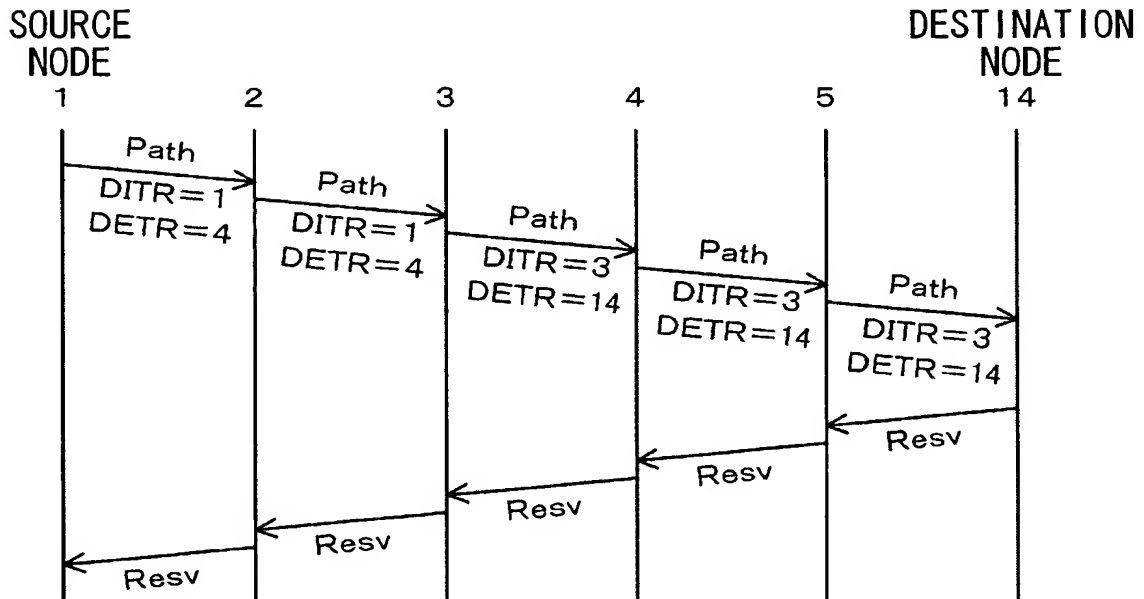 SOURCE
NODE
DESTINATION
NODE
1
2
3
4
5
14
Path
DITR=1
DETR=4
Path
DITR=1
DETR=4
Path
DITR=3
DETR=14
Path
DITR=3
DETR=14
Path
DITR=3
DETR=14
Resv
Resv
Resv
Resv
Resv